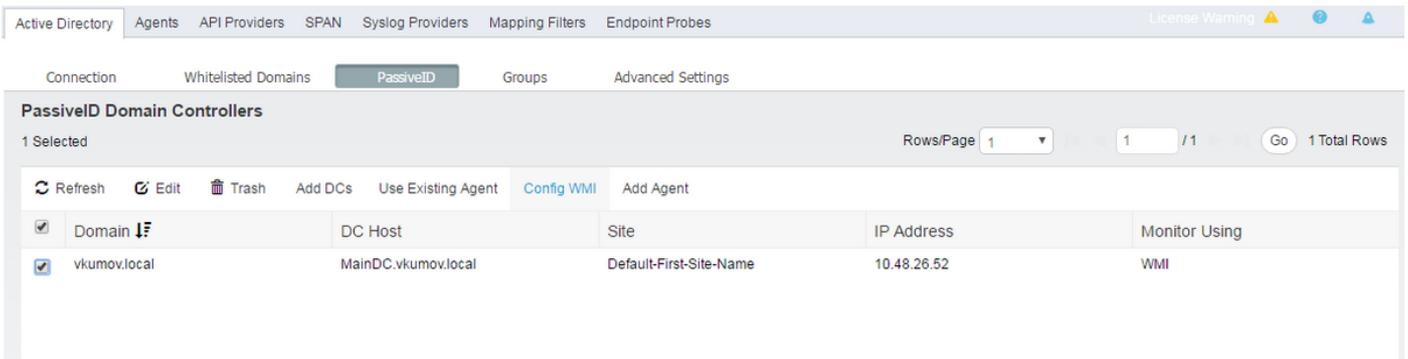 Active Directory Agents API Providers SPAN Syslog Providers Mapping Filters Endpoint Probes License Warning
Connection Whitelisted Domains PassiveID Groups Advanced Settings
PassiveID Domain Controllers
1 Selected Rows/Page 1 1 / 1 Go 1 Total Rows
Refresh Edit Trash Add DCs Use Existing Agent Config WMI Add Agent
Domain DC Host Site IP Address Monitor Using
vkumov.local MainDC.vkumov.local Default-First-Site-Name 10.48.26.52 WMI